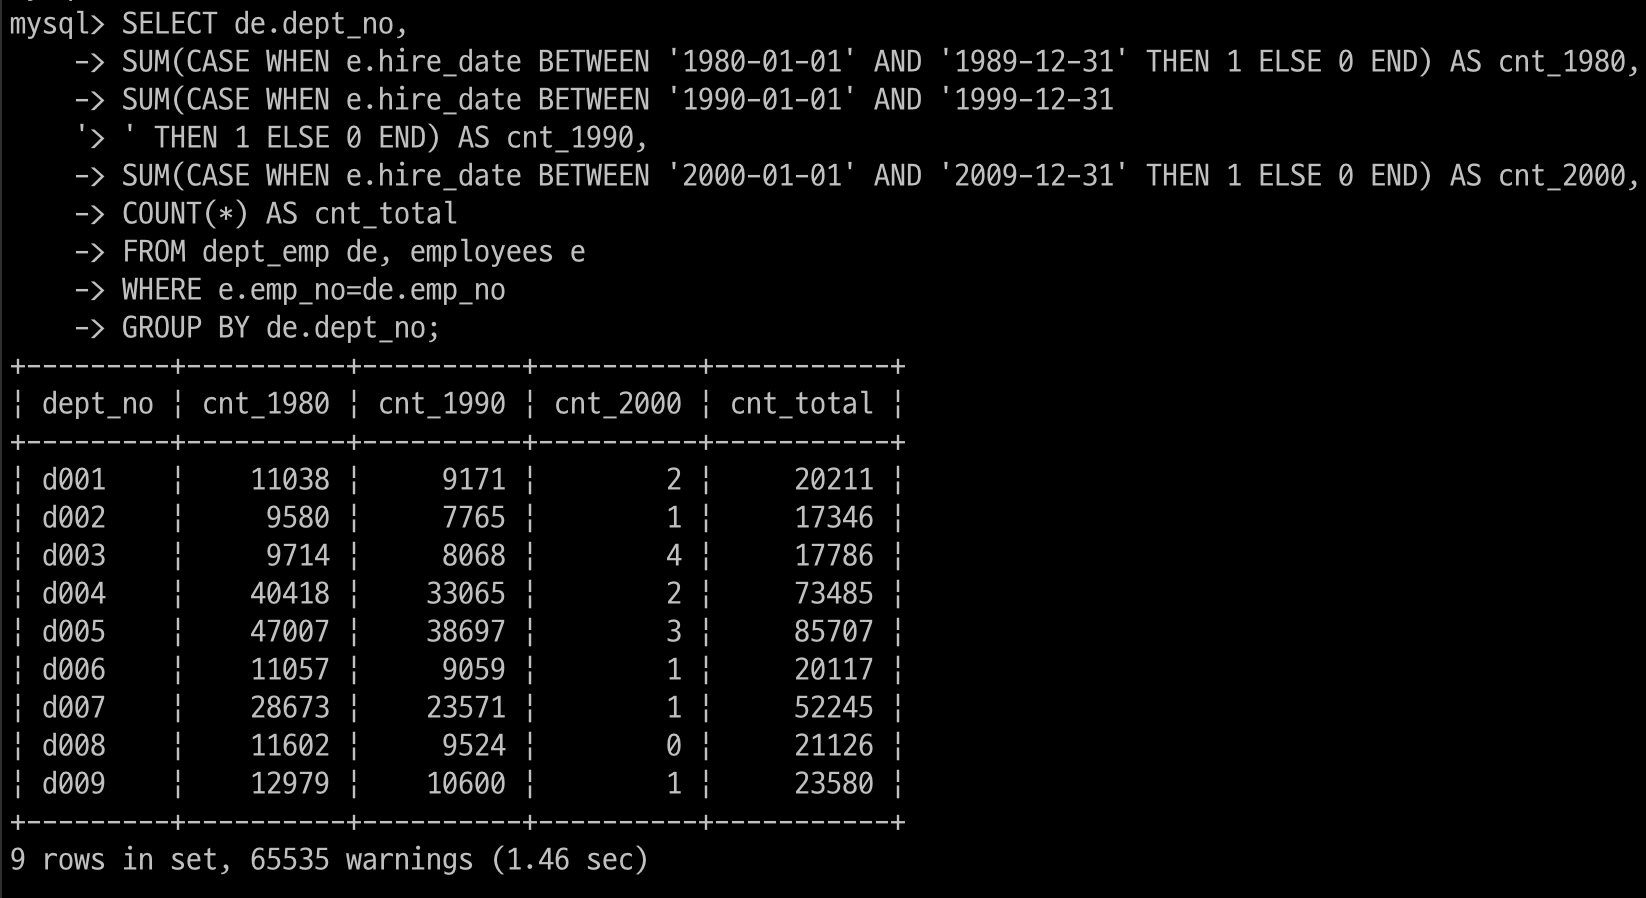 mysql> SELECT de.dept_no,
    -> SUM(CASE WHEN e.hire_date BETWEEN '1980-01-01' AND '1989-12-31' THEN 1 ELSE 0 END) AS cnt_1980,
    -> SUM(CASE WHEN e.hire_date BETWEEN '1990-01-01' AND '1999-12-31
    '> ' THEN 1 ELSE 0 END) AS cnt_1990,
    -> SUM(CASE WHEN e.hire_date BETWEEN '2000-01-01' AND '2009-12-31' THEN 1 ELSE 0 END) AS cnt_2000,
    -> COUNT(*) AS cnt_total
    -> FROM dept_emp de, employees e
    -> WHERE e.emp_no=de.emp_no
    -> GROUP BY de.dept_no;
+---------+----------+----------+----------+-----------+
| dept_no | cnt_1980 | cnt_1990 | cnt_2000 | cnt_total |
+---------+----------+----------+----------+-----------+
| d001    |    11038 |     9171 |        2 |     20211 |
| d002    |     9580 |     7765 |        1 |     17346 |
| d003    |     9714 |     8068 |        4 |     17786 |
| d004    |    40418 |    33065 |        2 |     73485 |
| d005    |    47007 |    38697 |        3 |     85707 |
| d006    |    11057 |     9059 |        1 |     20117 |
| d007    |    28673 |    23571 |        1 |     52245 |
| d008    |    11602 |     9524 |        0 |     21126 |
| d009    |    12979 |    10600 |        1 |     23580 |
+---------+----------+----------+----------+-----------+
9 rows in set, 65535 warnings (1.46 sec)